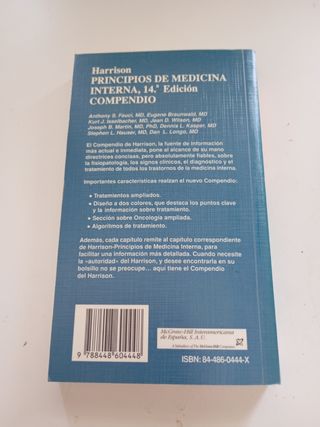 Harrison
PRINCIPIOS DE MEDICINA
INTERNA, 14.ª Edición
COMPENDIO
Anthony S. Fauci, MD, Eugene Braunwald, MD
Kurt J. Isselbacher, MD, Jean D. Wilson, MD
Joseph B. Martin, MD, PhD, Dennis L. Kasper, MD
Stephen L. Hauser, MD, Dan L. Longo, MD
El Compendio de Harrison, la fuente de información
más actual e inmediata, pone al alcance de su mano
directrices concisas, pero absolutamente fiables, sobre
la fisiopatología, los signos clínicos, el diagnóstico y el
tratamiento de todos los trastornos de la medicina interna.
Importantes características realzan el nuevo Compendio:
• Tratamientos ampliados.
• Diseño a dos colores, que destaca los puntos clave
y la información sobre tratamiento.
• Sección sobre Oncología ampliada.
• Algoritmos de tratamiento.
Además, cada capítulo remite al capítulo correspondiente
de Harrison-Principios de Medicina Interna, para
facilitar una información más detallada. Cuando necesite
la «autoridad» del Harrison, y desee encontrarla en su
bolsillo no se preocupe... aquí tiene el Compendio
del Harrison.
9 788448 604448
McGraw-Hill Interamericana
de España, S. A. U.
A Subsidiary of The McGraw-Hill Companies
ISBN: 84-486-0444-X